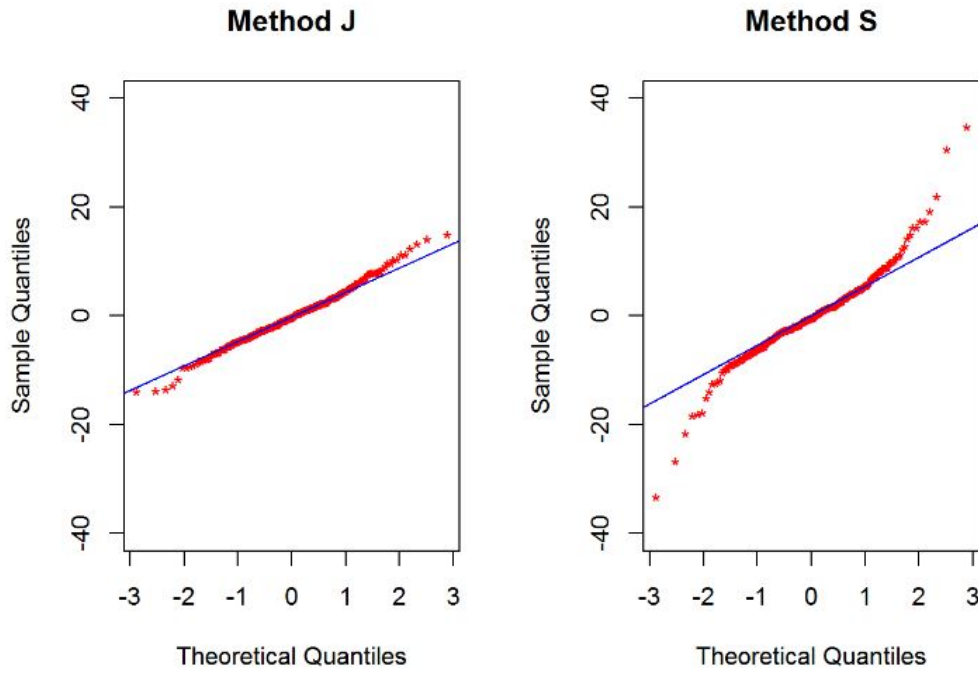 Method J
Sample Quantiles
40
20
0
-20
-40
-3 -2 -1 0 1 2 3
Theoretical Quantiles
Method S
Sample Quantiles
40
20
0
-20
-40
-3 -2 -1 0 1 2 3
Theoretical Quantiles